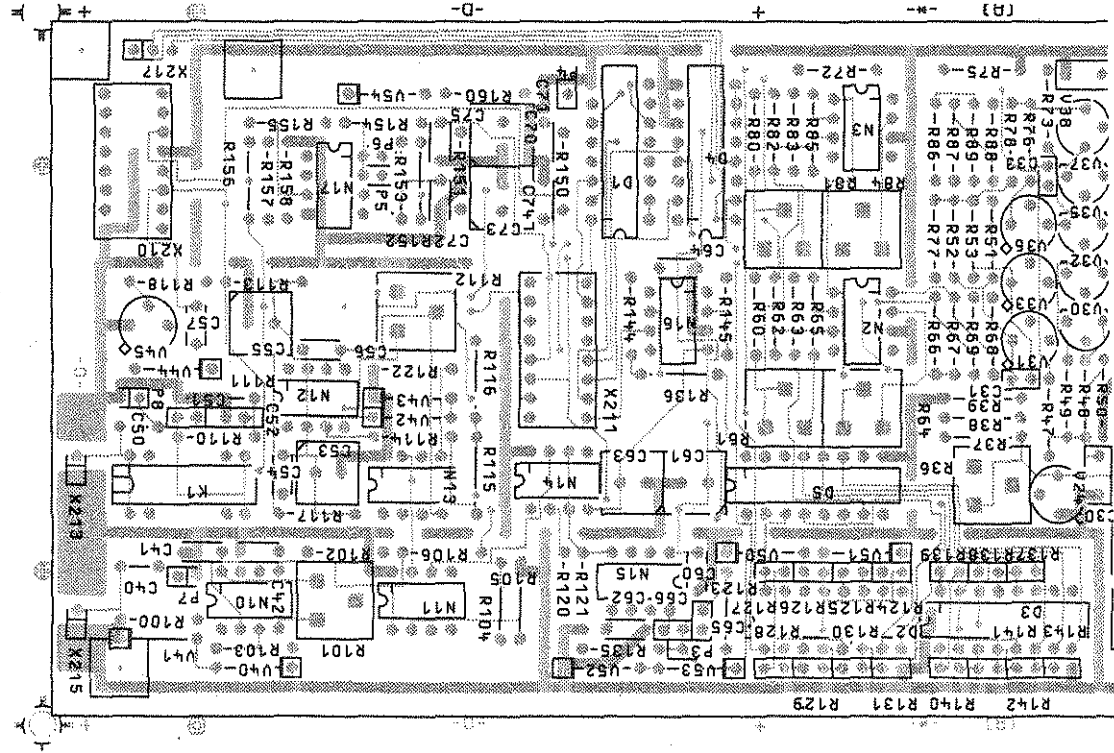 -D-
+
[A]
X217
-V54-
R160-
P4
-R72-
-R75-
R155-
R154-
C75
C71
C70
-R80-
-R82-
-R83-
-R85-
N3
-R86-
-R87-
-R89-
-R88-
R78-
R76-
-R73-
V38
R156
-R157-
-R158
N17
P6
P5
-R159-
-R151-
C74
C73
-R150-
D1
D4
R81
R84
C33
V37-
V35-
V36
X210
C72
R152
C64
-R77-
-R52-
-R53-
-R51-
V32
R118-
R113-
R112
-R144-
N16
-R145-
-R60-
-R62-
-R63-
-R65
N2
-R66-
-R67-
-R69-
-R68-
V33
V30
V31
C57
V45
V44-
C55
C56
R122-
R116
R111
N12
V43
V42
R114
X211
R136
C31
R39
R38
R37
R47-
-R49-
-R48-
R50
P8
C50
C51
R110-
C52
C53
C54
R61
R64
R36
K1
N13
R115
N14
C63
C61
D5
V24
C30
X213
R117-
C41
R102-
R106-
R105
N15
C60
V50-
V51-
R139
R138
R137
C40
P7
N10
C42
N11
R104
-R120
-R121
C62
C66
R123
R127
R126
R125
R124
D3
R100-
V41
R103-
V40
R101
R135-
P3
C65
R128
R130
D2
R141
R143
X215
-V52-
-V53
R129
R131
R140
R142
-D-
+